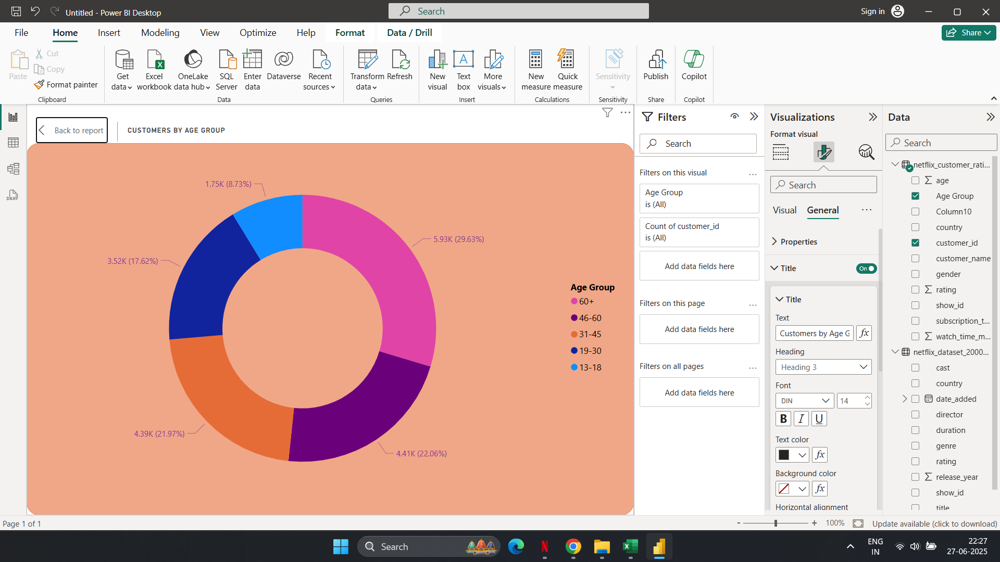 Untitled - Power BI Desktop
Search
Sign in
File
Home
Insert
Modeling
View
Optimize
Help
Format
Data / Drill
Share
Paste
Cut
Copy
Format painter
Clipboard
Get data
Excel workbook
OneLake data hub
SQL Server
Enter data
Dataverse
Recent sources
Data
Transform data
Refresh
Queries
New visual
Text box
More visuals
Insert
New measure
Quick measure
Calculations
Sensitivity
Sensitivity
Publish
Share
Copilot
Copilot
Back to report
CUSTOMERS BY AGE GROUP
1.75K (8.73%)
5.93K (29.63%)
3.52K (17.62%)
4.39K (21.97%)
4.41K (22.06%)
Age Group
60+
46-60
31-45
19-30
13-18
Filters
Search
Filters on this visual
...
Age Group
is (All)
Count of customer_id
is (All)
Add data fields here
Filters on this page
...
Add data fields here
Filters on all pages
...
Add data fields here
Visualizations
Format visual
Search
Visual
General
...
Properties
Title
On
Title
Text
Customers by Age G
fx
Heading
Heading 3
Font
DIN
14
B
I
U
Text color
fx
Background color
fx
Horizontal alignment
Data
Search
netflix_customer_rati...
age
Age Group
Column10
country
customer_id
customer_name
gender
rating
show_id
subscription_t...
watch_time_m...
netflix_dataset_2000...
cast
country
date_added
director
duration
genre
rating
release_year
show_id
title
DAX
Page 1 of 1
- + 100%
Update available (click to download)
Search
ENG
IN
22:27
27-06-2025